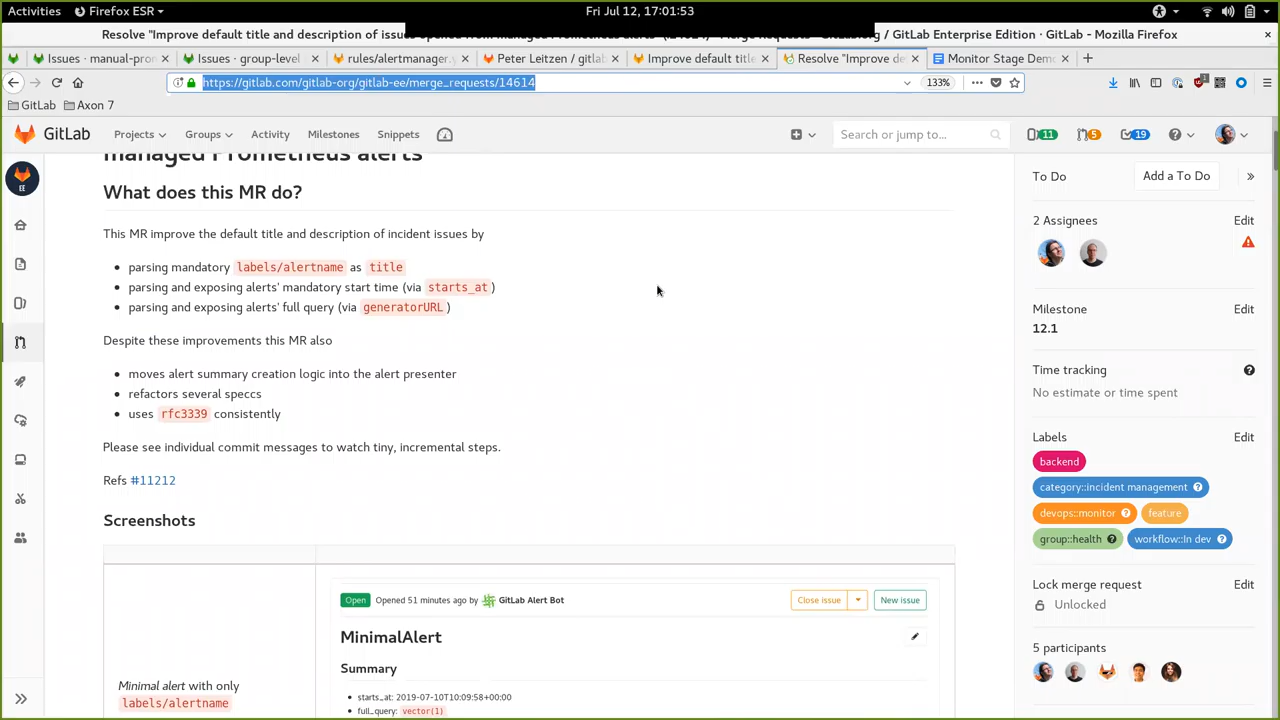 Activities Firefox ESR Fri Jul 12, 17:01:53
Resolve "Improve default title and description of issues / GitLab Enterprise Edition · GitLab - Mozilla Firefox
Issues · manual-pro Issues · group-level rules/alertmanager.y Peter Leitzen / gitlab Improve default title Resolve "Improve de Monitor Stage Demo
https://gitlab.com/gitlab-org/gitlab-ee/merge_requests/14614 133%
GitLab Axon 7
GitLab Projects Groups Activity Milestones Snippets Search or jump to… 11 5 19
EE
managed Prometheus alerts
What does this MR do?
This MR improve the default title and description of incident issues by
parsing mandatory labels/alertname as title
parsing and exposing alerts' mandatory start time (via starts_at)
parsing and exposing alerts' full query (via generatorURL)
Despite these improvements this MR also
moves alert summary creation logic into the alert presenter
refactors several speccs
uses rfc3339 consistently
Please see individual commit messages to watch tiny, incremental steps.
Refs #11212
Screenshots
Minimal alert with only
labels/alertname
Open Opened 51 minutes ago by GitLab Alert Bot Close issue New issue
MinimalAlert
Summary
starts_at: 2019-07-10T10:09:58+00:00
full_query: vector(1)
To Do Add a To Do
2 Assignees Edit
Milestone Edit
12.1
Time tracking
No estimate or time spent
Labels Edit
backend
category::incident management
devops::monitor feature
group::health workflow::In dev
Lock merge request Edit
Unlocked
5 participants